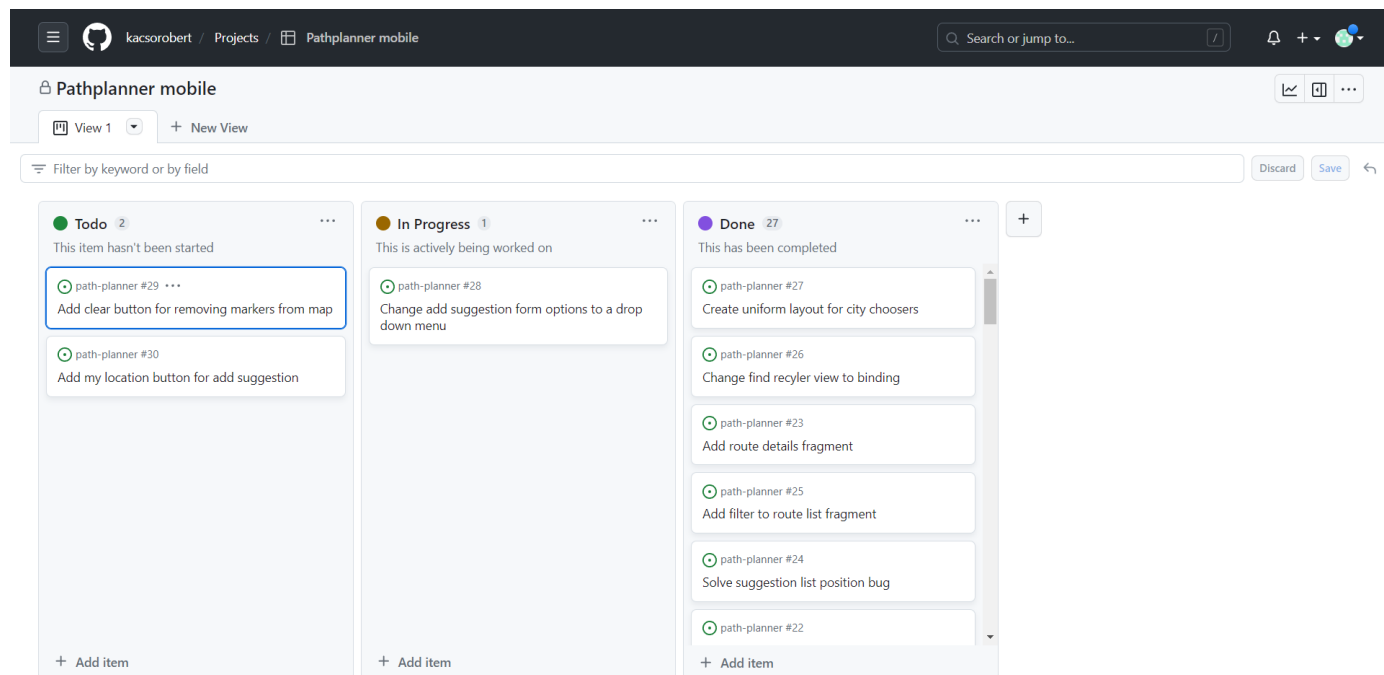 kacsorobert / Projects / Pathplanner mobile
Search or jump to... /
Pathplanner mobile
View 1
New View
Filter by keyword or by field
Discard
Save
Todo 2
This item hasn't been started
path-planner #29
Add clear button for removing markers from map
path-planner #30
Add my location button for add suggestion
Add item
In Progress 1
This is actively being worked on
path-planner #28
Change add suggestion form options to a drop
down menu
Add item
Done 27
This has been completed
path-planner #27
Create uniform layout for city choosers
path-planner #26
Change find recyler view to binding
path-planner #23
Add route details fragment
path-planner #25
Add filter to route list fragment
path-planner #24
Solve suggestion list position bug
path-planner #22
Add item